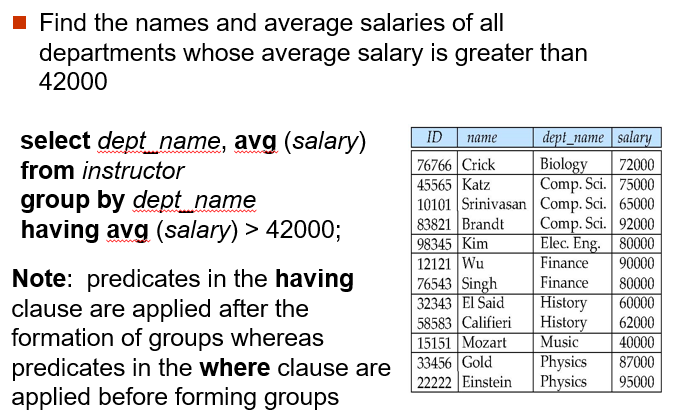 Find the names and average salaries of all
departments whose average salary is greater than
42000
select dept_name, avg (salary)
from instructor
group by dept_name
having avg (salary) > 42000;
Note: predicates in the having
clause are applied after the
formation of groups whereas
predicates in the where clause are
applied before forming groups
ID name dept_name salary
76766 Crick Biology 72000
45565 Katz Comp. Sci. 75000
10101 Srinivasan Comp. Sci. 65000
83821 Brandt Comp. Sci. 92000
98345 Kim Elec. Eng. 80000
12121 Wu Finance 90000
76543 Singh Finance 80000
32343 El Said History 60000
58583 Califieri History 62000
15151 Mozart Music 40000
33456 Gold Physics 87000
22222 Einstein Physics 95000